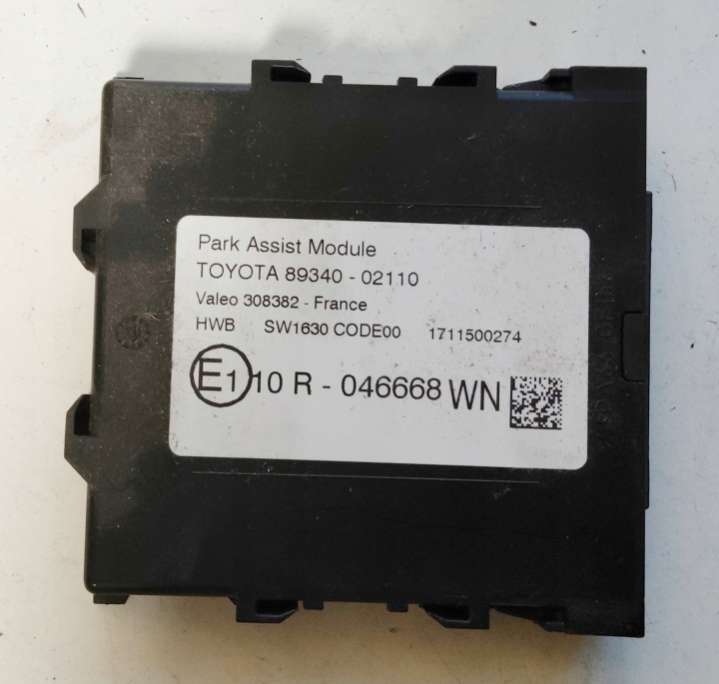 Park Assist Module
TOYOTA 89340 - 02110
Valeo 308382 - France
HWB SW1630 CODE00 1711500274
E1 10 R - 046668 WN